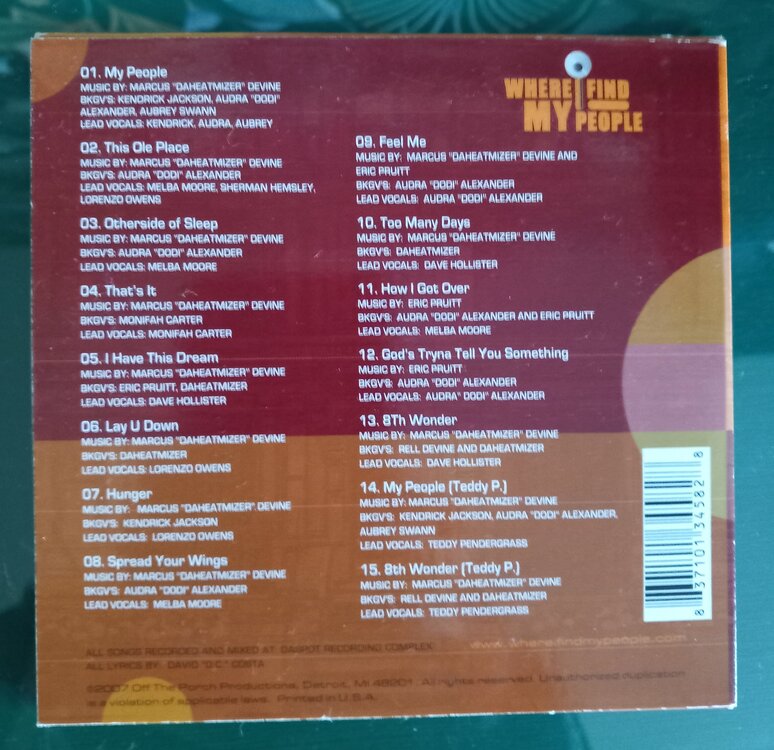 01. My People
MUSIC BY: MARCUS "DAHEATMIZER" DEVINE
BKGV'S: KENDRICK JACKSON, AUDRA "DODI"
ALEXANDER, AUBREY SWANN
LEAD VOCALS: KENDRICK, AUDRA, AUBREY
02. This Ole Place
MUSIC BY: MARCUS "DAHEATMIZER" DEVINE
BKGV'S: AUDRA "DODI" ALEXANDER
LEAD VOCALS: MELBA MOORE, SHERMAN HEMSLEY,
LORENZO OWENS
03. Otherside of Sleep
MUSIC BY: MARCUS "DAHEATMIZER" DEVINE
BKGV'S: AUDRA "DODI" ALEXANDER
LEAD VOCALS: MELBA MOORE
04. That's It
MUSIC BY: MARCUS "DAHEATMIZER" DEVINE
BKGV'S: MONIFAH CARTER
LEAD VOCALS: MONIFAH CARTER
05. I Have This Dream
MUSIC BY: MARCUS "DAHEATMIZER" DEVINE
BKGV'S: ERIC PRUITT, DAHEATMIZER
LEAD VOCALS: DAVE HOLLISTER
06. Lay U Down
MUSIC BY: MARCUS "DAHEATMIZER" DEVINE
BKGV'S: DAHEATMIZER
LEAD VOCALS: LORENZO OWENS
07. Hunger
MUSIC BY: MARCUS "DAHEATMIZER" DEVINE
BKGV'S: KENDRICK JACKSON
LEAD VOCALS: LORENZO OWENS
08. Spread Your Wings
MUSIC BY: MARCUS "DAHEATMIZER" DEVINE
BKGV'S: AUDRA "DODI" ALEXANDER
LEAD VOCALS: MELBA MOORE
WHERE I FIND
MY PEOPLE
09. Feel Me
MUSIC BY: MARCUS "DAHEATMIZER" DEVINE AND
ERIC PRUITT
BKGV'S: AUDRA "DODI" ALEXANDER
LEAD VOCALS: AUDRA "DODI" ALEXANDER
10. Too Many Days
MUSIC BY: MARCUS "DAHEATMIZER" DEVINE
BKGV'S: DAHEATMIZER
LEAD VOCALS: DAVE HOLLISTER
11. How I Got Over
MUSIC BY: ERIC PRUITT
BKGV'S: AUDRA "DODI" ALEXANDER AND ERIC PRUITT
LEAD VOCALS: MELBA MOORE
12. God's Tryna Tell You Something
MUSIC BY: ERIC PRUITT
BKGV'S: AUDRA "DODI" ALEXANDER
LEAD VOCALS: AUDRA" DODI" ALEXANDER
13. 8Th Wonder
MUSIC BY: MARCUS "DAHEATMIZER" DEVINE
BKGV'S: RELL DEVINE AND DAHEATMIZER
LEAD VOCALS: DAVE HOLLISTER
14. My People (Teddy P.)
MUSIC BY: MARCUS "DAHEATMIZER" DEVINE
BKGV'S: KENDRICK JACKSON, AUDRA "DODI" ALEXANDER,
AUBREY SWANN
LEAD VOCALS: TEDDY PENDERGRASS
15. 8th Wonder (Teddy P.)
MUSIC BY: MARCUS "DAHEATMIZER" DEVINE
BKGV'S: RELL DEVINE AND DAHEATMIZER
LEAD VOCALS: TEDDY PENDERGRASS
8 37101 34582 8
ALL SONGS RECORDED AND MIXED AT: DASPOT RECORDING COMPLEX
ALL LYRICS BY: DAVID "D.C." COSTA
www.whereifindmypeople.com
©2007 Off The Porch Productions, Detroit, MI 48201. All rights reserved. Unauthorized duplication
is a violation of applicable laws. Printed in U.S.A.